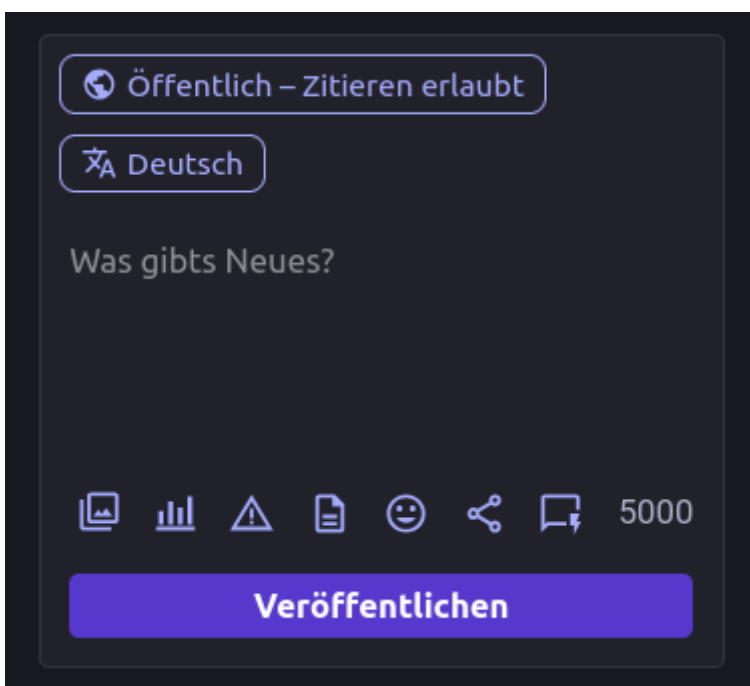 Öffentlich – Zitieren erlaubt
Deutsch
Was gibts Neues?
5000
Veröffentlichen